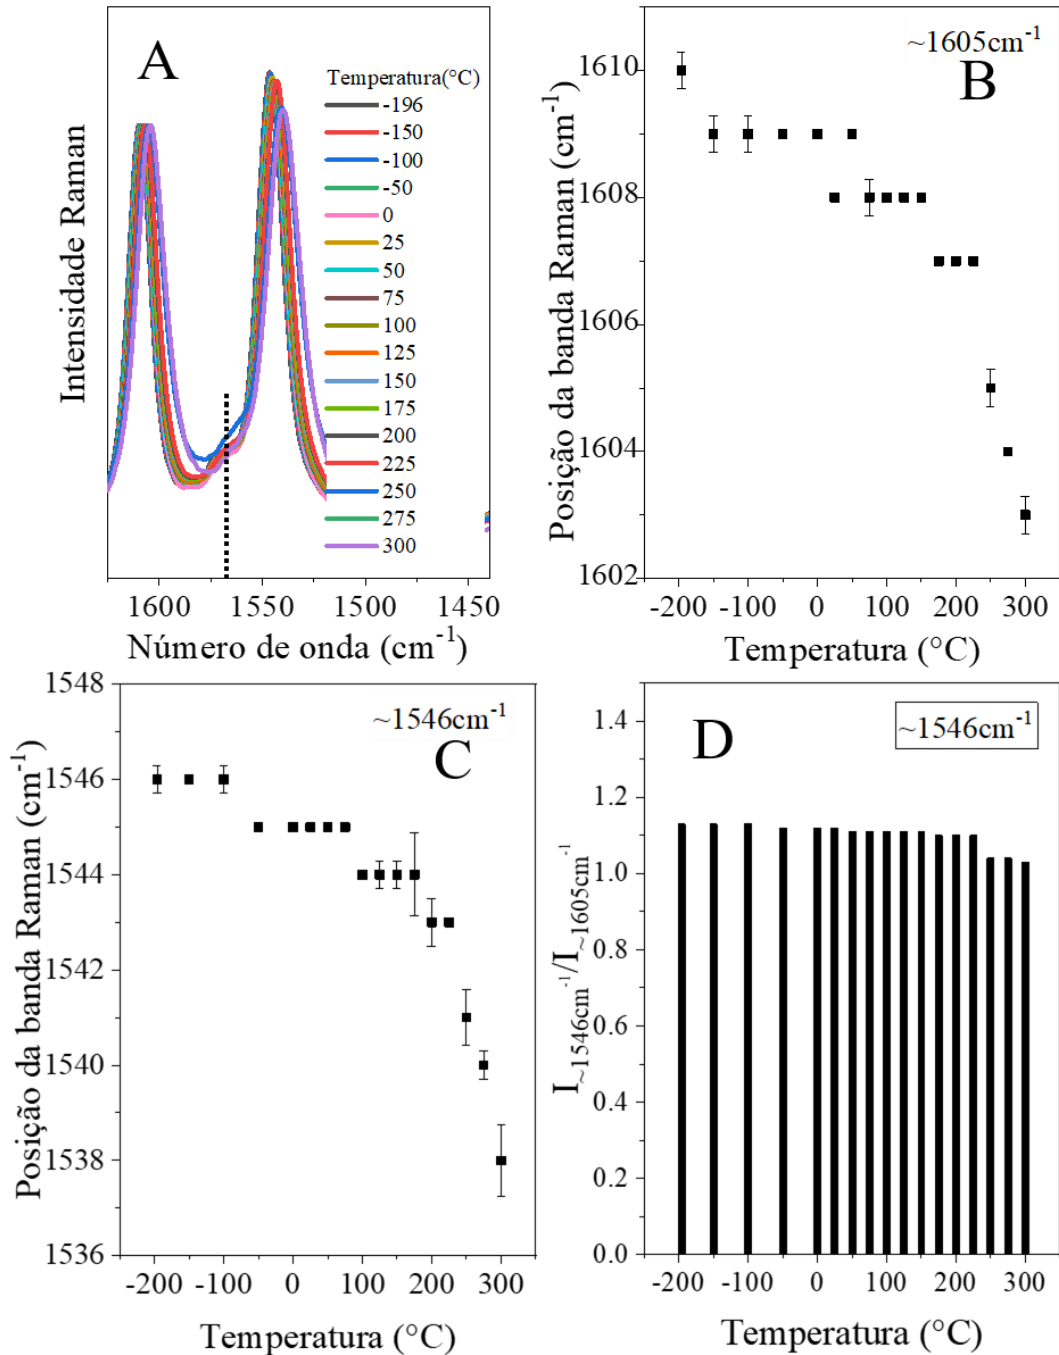 A
Temperatura(°C)
-196
-150
-100
-50
0
25
50
75
100
125
150
175
200
225
250
275
300
Intensidade Raman
1600 1550 1500 1450
Número de onda (cm⁻¹)
~1605cm⁻¹
B
Posição da banda Raman (cm⁻¹)
1610
1608
1606
1604
1602
-200 -100 0 100 200 300
Temperatura (°C)
~1546cm⁻¹
C
Posição da banda Raman (cm⁻¹)
1548
1546
1544
1542
1540
1538
1536
-200 -100 0 100 200 300
Temperatura (°C)
~1546cm⁻¹
D
I~1546cm⁻¹/I~1605cm⁻¹
1.4
1.2
1.0
0.8
0.6
0.4
0.2
0.0
-200 -100 0 100 200 300
Temperatura (°C)